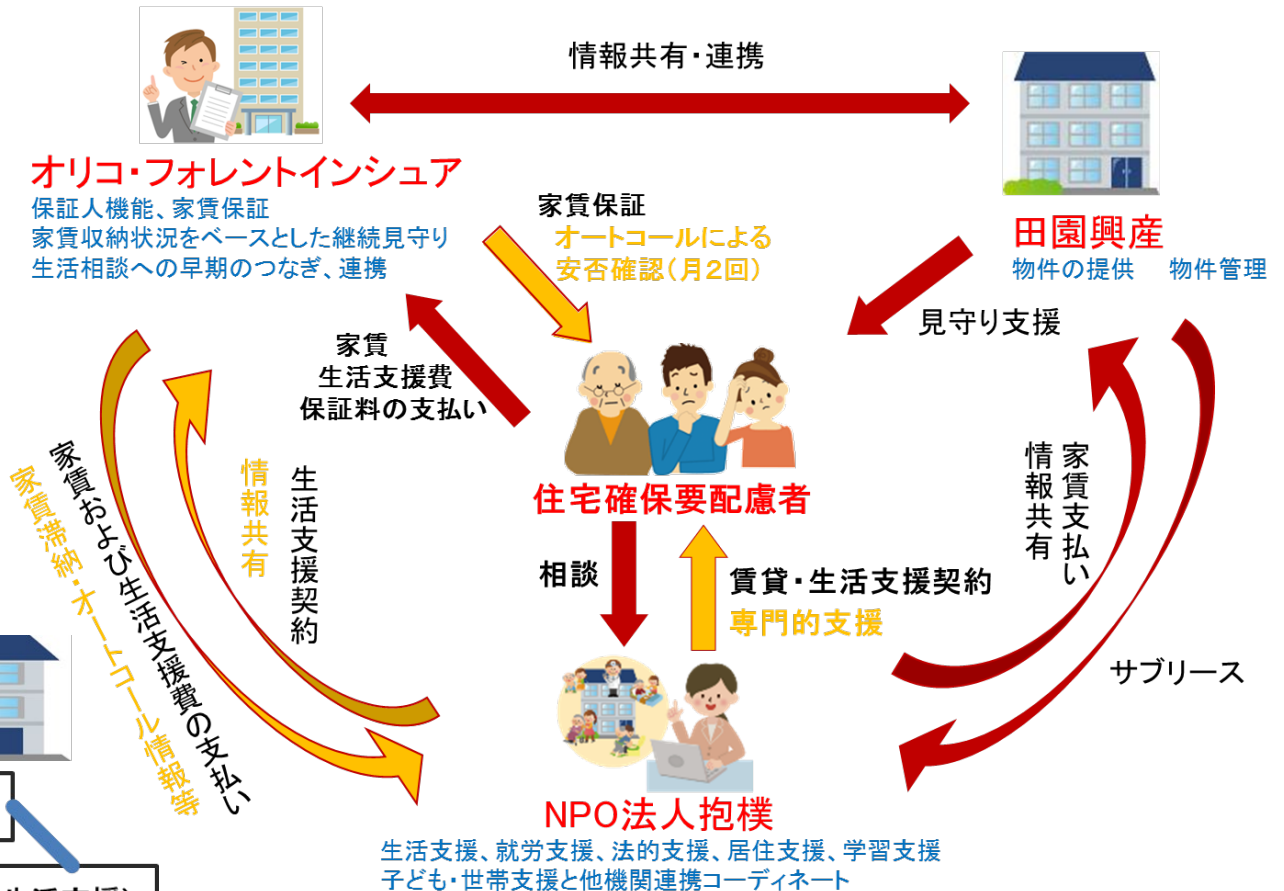 情報共有・連携
オリコ・フォレントインシュア
保証人機能、家賃保証
家賃収納状況をベースとした継続見守り
生活相談への早期のつなぎ、連携
田園興産
物件の提供　物件管理
家賃保証
オートコールによる
安否確認(月2回)
見守り支援
家賃
生活支援費
保証料の支払い
住宅確保要配慮者
家賃および生活支援費の支払い
家賃滞納・オートコール情報等
生活支援契約
情報共有
家賃支払い
情報共有
相談
賃貸・生活支援契約
専門的支援
サブリース
NPO法人抱樸
生活支援、就労支援、法的支援、居住支援、学習支援
子ども・世帯支援と他機関連携コーディネート